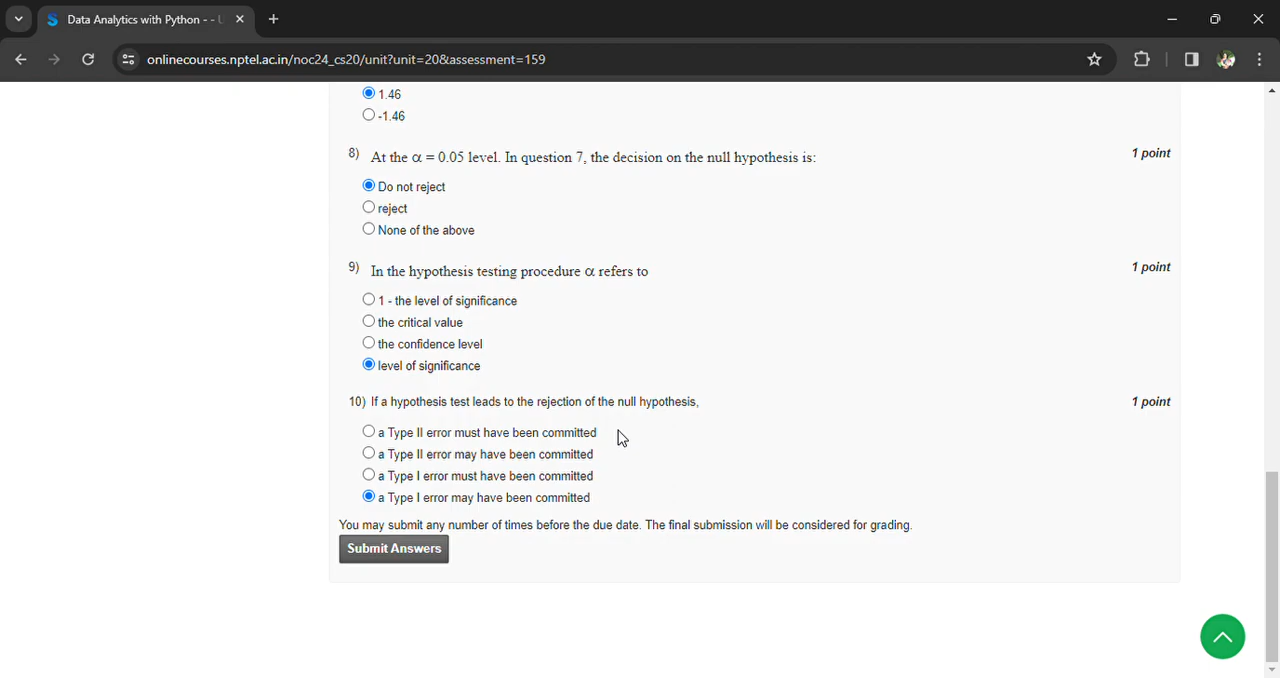 Data Analytics with Python - - U
onlinecourses.nptel.ac.in/noc24_cs20/unit?unit=20&assessment=159
1.46
-1.46
8) At the α = 0.05 level. In question 7, the decision on the null hypothesis is: 1 point
Do not reject
reject
None of the above
9) In the hypothesis testing procedure α refers to 1 point
1 - the level of significance
the critical value
the confidence level
level of significance
10) If a hypothesis test leads to the rejection of the null hypothesis, 1 point
a Type II error must have been committed
a Type II error may have been committed
a Type I error must have been committed
a Type I error may have been committed
You may submit any number of times before the due date. The final submission will be considered for grading.
Submit Answers